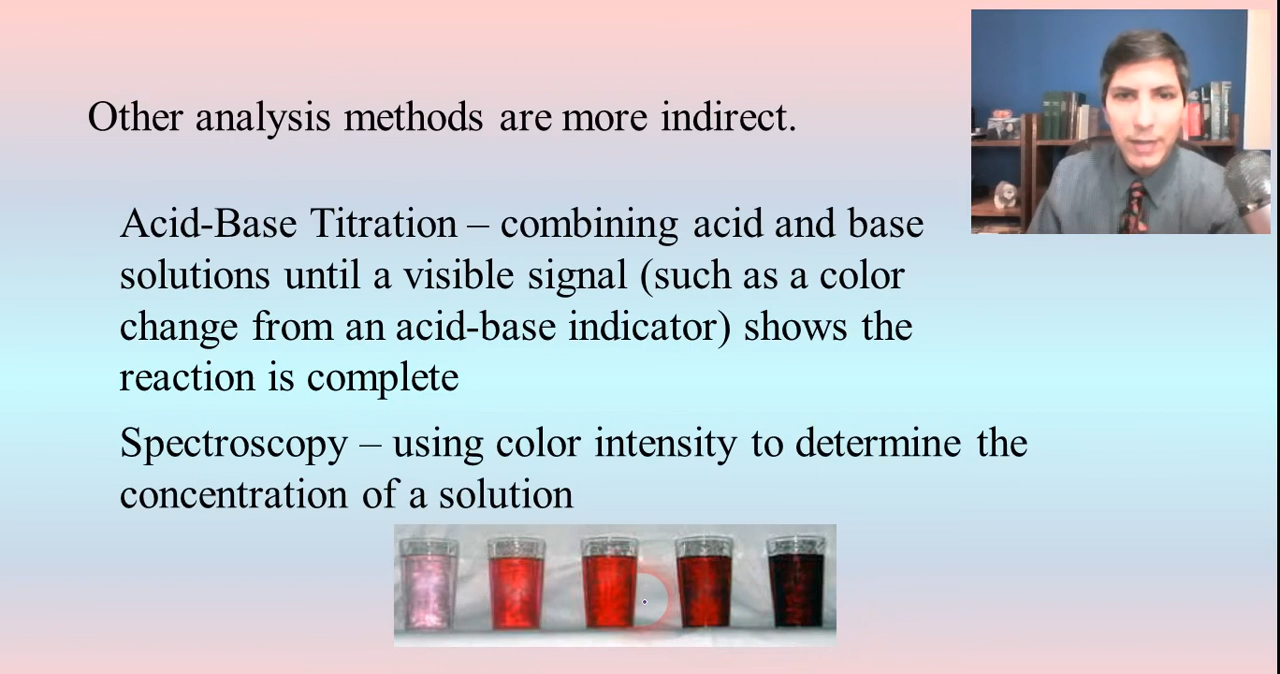 Other analysis methods are more indirect.
Acid-Base Titration – combining acid and base
solutions until a visible signal (such as a color
change from an acid-base indicator) shows the
reaction is complete
Spectroscopy – using color intensity to determine the
concentration of a solution